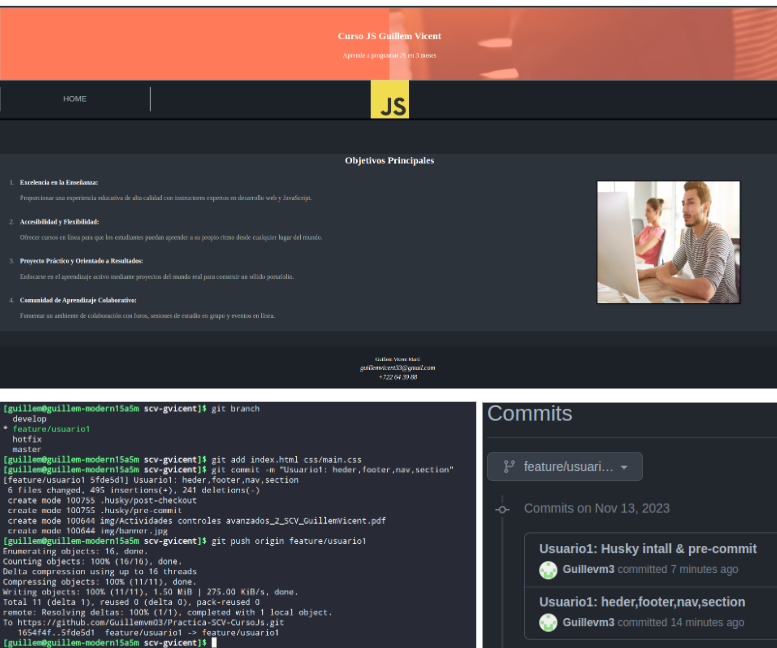 Curso JS Guillem Vicent
Aprende a programar JS en 3 meses
HOME
JS
Objetivos Principales
1. Excelencia en la Enseñanza:
Proporcionar una experiencia educativa de alta calidad con instructores expertos en desarrollo web y JavaScript.
2. Accesibilidad y Flexibilidad:
Ofrecer cursos en línea para que los estudiantes puedan aprender a su propio ritmo desde cualquier lugar del mundo.
3. Proyecto Práctico y Orientado a Resultados:
Enfocarse en el aprendizaje activo mediante proyectos del mundo real para construir un sólido portafolio.
4. Comunidad de Aprendizaje Colaborativo:
Fomentar un ambiente de colaboración con foros, sesiones de estudio en grupo y eventos en línea.
Guillem Vicent Martí
guillemvicent33@gmail.com
+722 64 39 88
[guillem@guillem-modern15a5m scv-gvicent]$ git branch
develop
* feature/usuario1
hotfix
master
[guillem@guillem-modern15a5m scv-gvicent]$ git add index.html css/main.css
[guillem@guillem-modern15a5m scv-gvicent]$ git commit -m "Usuario1: heder,footer,nav,section"
[feature/usuario1 5fde5d1] Usuario1: heder,footer,nav,section
6 files changed, 495 insertions(+), 241 deletions(-)
create mode 100755 .husky/post-checkout
create mode 100755 .husky/pre-commit
create mode 100644 img/Actividades controles avanzados_2_SCV_GuillemVicent.pdf
create mode 100644 img/banner.jpg
[guillem@guillem-modern15a5m scv-gvicent]$ git push origin feature/usuario1
Enumerating objects: 16, done.
Counting objects: 100% (16/16), done.
Delta compression using up to 16 threads
Compressing objects: 100% (11/11), done.
Writing objects: 100% (11/11), 1.50 MiB | 275.00 KiB/s, done.
Total 11 (delta 1), reused 0 (delta 0), pack-reused 0
remote: Resolving deltas: 100% (1/1), completed with 1 local object.
To https://github.com/Guillemvm03/Practica-SCV-CursoJs.git
1654f4f..5fde5d1 feature/usuario1 -> feature/usuario1
[guillem@guillem-modern15a5m scv-gvicent]$
Commits
feature/usuari...
Commits on Nov 13, 2023
Usuario1: Husky intall & pre-commit
Guillevm3 committed 7 minutes ago
Usuario1: heder,footer,nav,section
Guillevm3 committed 14 minutes ago